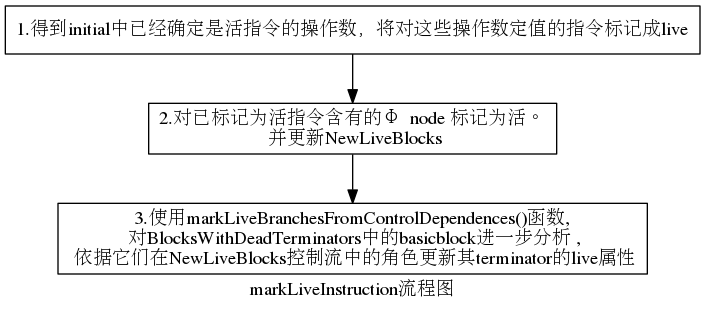 1.得到initial中已经确定是活指令的操作数，将对这些操作数定值的指令标记成live
2.对已标记为活指令含有的Φ node 标记为活。
并更新NewLiveBlocks
3.使用markLiveBranchesFromControlDependences()函数,
对BlocksWithDeadTerminators中的basicblock进一步分析 ,
依据它们在NewLiveBlocks控制流中的角色更新其terminator的live属性
markLiveInstruction流程图